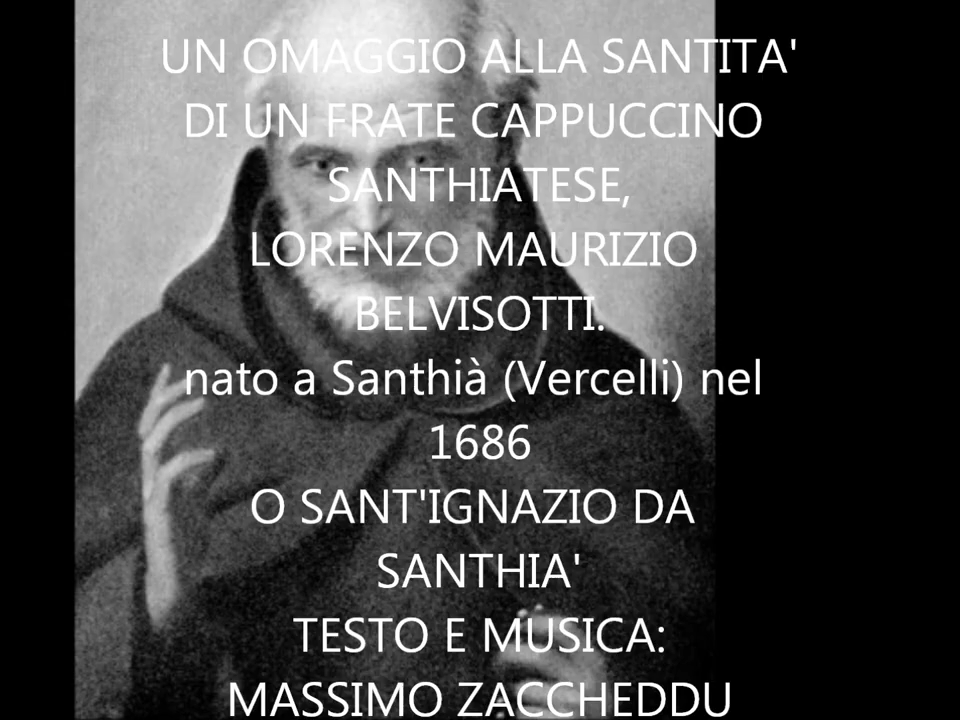 UN OMAGGIO ALLA SANTITA'
DI UN FRATE CAPPUCCINO
SANTHIATESE,
LORENZO MAURIZIO
BELVISOTTI.
nato a Santhià (Vercelli) nel
1686
O SANT'IGNAZIO DA
SANTHIA'
TESTO E MUSICA:
MASSIMO ZACCHEDDU